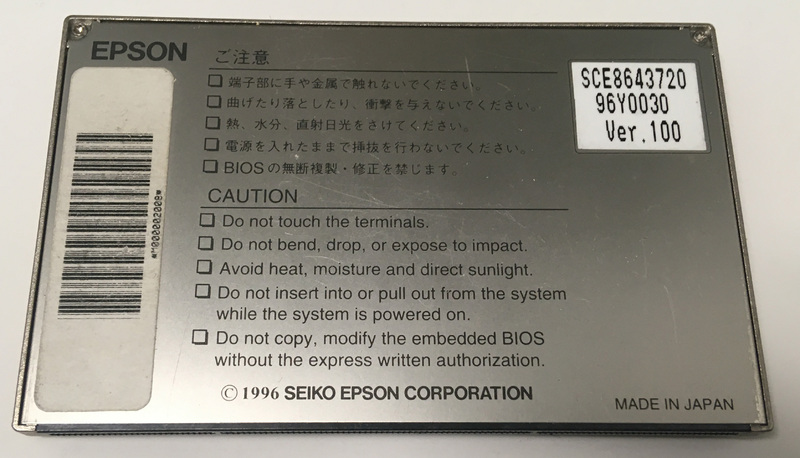 EPSON
ご注意
❏ 端子部に手や金属で触れないでください。
❏ 曲げたり落としたり、衝撃を与えないでください。
❏ 熱、水分、直射日光をさけてください。
❏ 電源を入れたままで挿抜を行わないでください。
❏ BIOSの無断複製・修正を禁じます。
CAUTION
❏ Do not touch the terminals.
❏ Do not bend, drop, or expose to impact.
❏ Avoid heat, moisture and direct sunlight.
❏ Do not insert into or pull out from the system
while the system is powered on.
❏ Do not copy, modify the embedded BIOS
without the express written authorization.
© 1996 SEIKO EPSON CORPORATION
MADE IN JAPAN
SCE8643720
96Y0030
Ver.100
*H000002008*